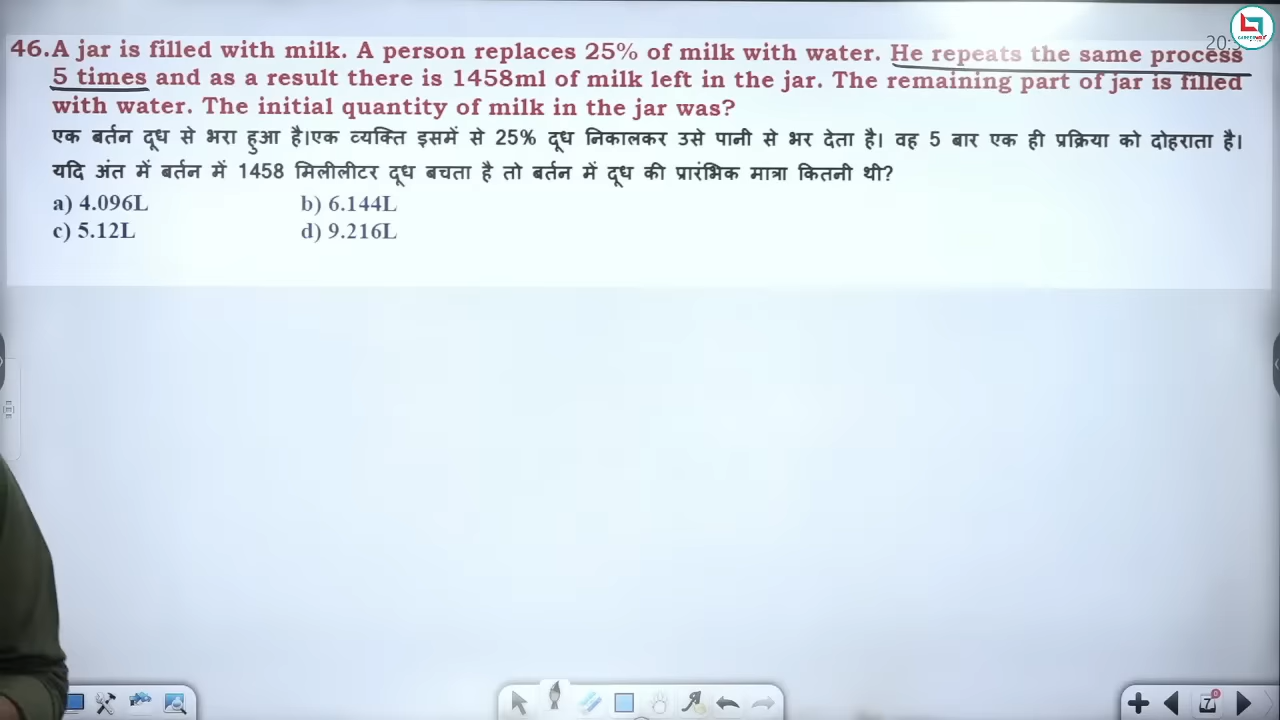 46.A jar is filled with milk. A person replaces 25% of milk with water. He repeats the same process
5 times and as a result there is 1458ml of milk left in the jar. The remaining part of jar is filled
with water. The initial quantity of milk in the jar was?
एक बर्तन दूध से भरा हुआ है।एक व्यक्ति इसमें से 25% दूध निकालकर उसे पानी से भर देता है। वह 5 बार एक ही प्रक्रिया को दोहराता है।
यदि अंत में बर्तन में 1458 मिलीलीटर दूध बचता है तो बर्तन में दूध की प्रारंभिक मात्रा कितनी थी?
a) 4.096L b) 6.144L
c) 5.12L d) 9.216L